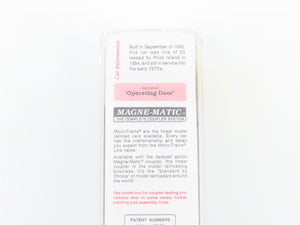 Car Information
Built in September of 1930,
this car was one of 25
leased by Rock Island in
1964, and still in service into
the early 1970's.
'Operating Door'
MAGNE-MATIC
THE COMPLETE COUPLER SYSTEM
Micro-Trains® are the finest model
railroad cars available. Every car
has the craftsmanship and detail
you expect from the Micro-Trains®
Line name.
Available with the delayed action
Magne-Matic® coupler, the finest
coupler in the model railroading
business. It's the "Standard by
Choice" of model railroaders around
the world!
See inside box for coupler testing pro-
cedures and, in some cases, further
painting and assembly hints.
PATENT NUMBERS